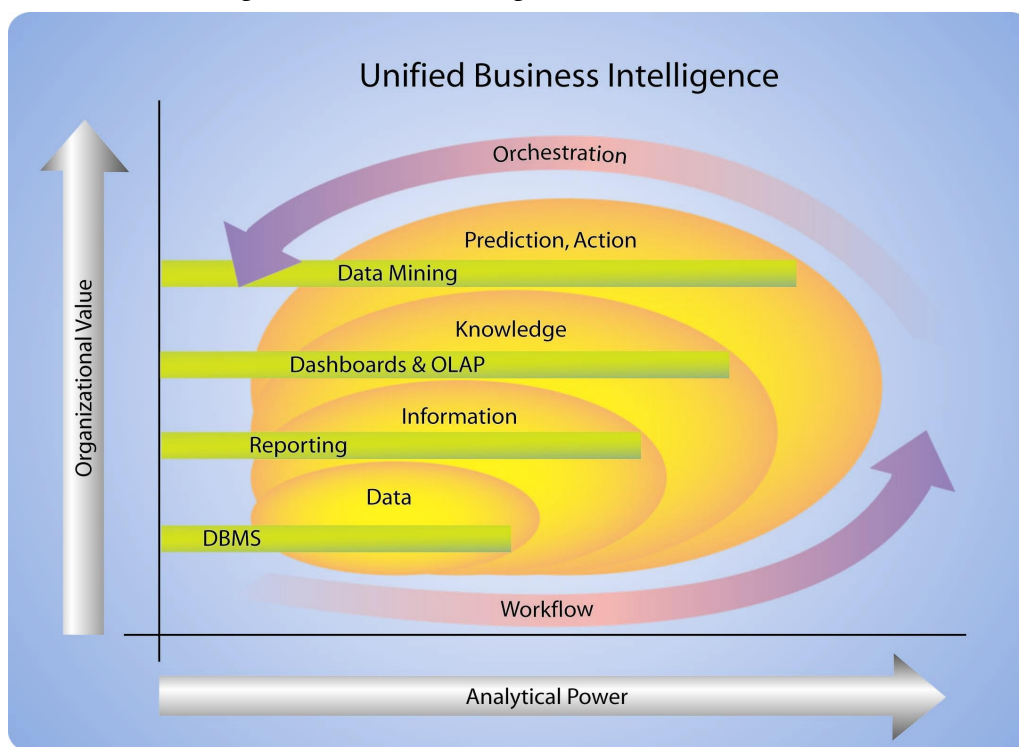 Unified Business Intelligence
Orchestration
Prediction, Action
Data Mining
Knowledge
Dashboards & OLAP
Information
Reporting
Data
DBMS
Workflow
Organizational Value
Analytical Power